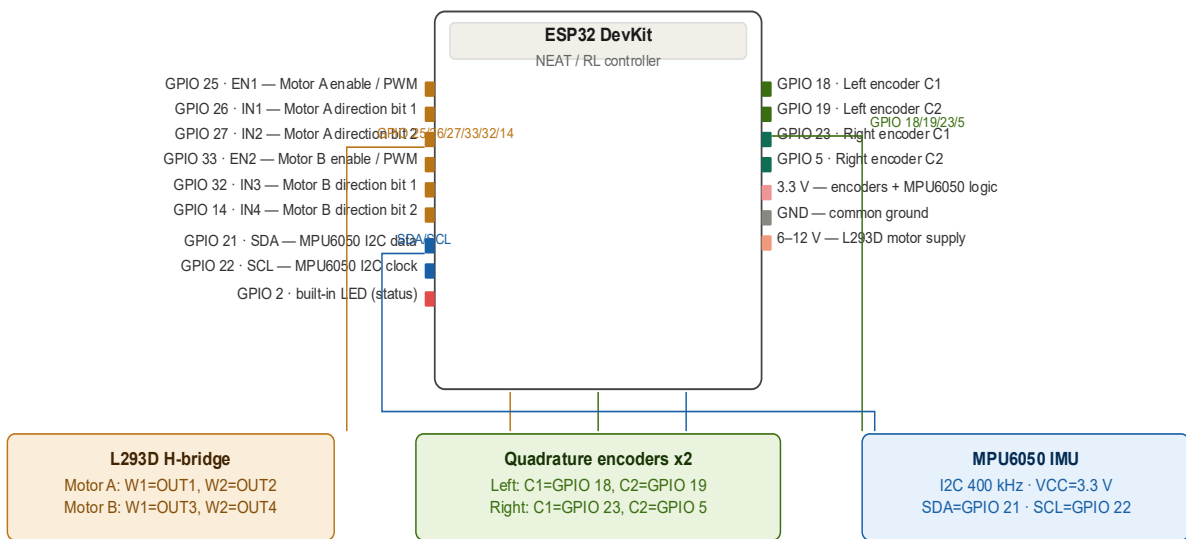 ESP32 DevKit
NEAT / RL controller
GPIO 25 · EN1 — Motor A enable / PWM
GPIO 26 · IN1 — Motor A direction bit 1
GPIO 27 · IN2 — Motor A direction bit 2
GPIO 25/26/27/33/32/14
GPIO 33 · EN2 — Motor B enable / PWM
GPIO 32 · IN3 — Motor B direction bit 1
GPIO 14 · IN4 — Motor B direction bit 2
GPIO 21 · SDA — MPU6050 I2C data
SDA/SCL
GPIO 22 · SCL — MPU6050 I2C clock
GPIO 2 · built-in LED (status)
GPIO 18 · Left encoder C1
GPIO 19 · Left encoder C2
GPIO 18/19/23/5
GPIO 23 · Right encoder C1
GPIO 5 · Right encoder C2
3.3 V — encoders + MPU6050 logic
GND — common ground
6–12 V — L293D motor supply
L293D H-bridge
Motor A: W1=OUT1, W2=OUT2
Motor B: W1=OUT3, W2=OUT4
Quadrature encoders x2
Left: C1=GPIO 18, C2=GPIO 19
Right: C1=GPIO 23, C2=GPIO 5
MPU6050 IMU
I2C 400 kHz · VCC=3.3 V
SDA=GPIO 21 · SCL=GPIO 22